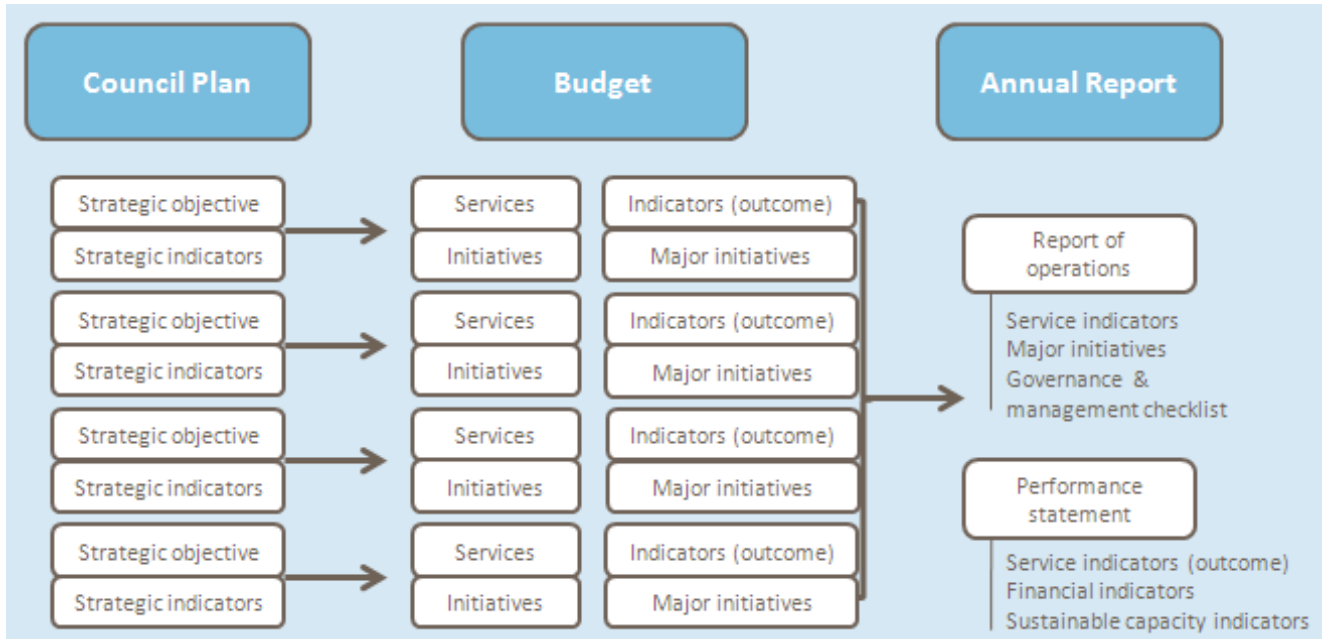 Council Plan
Budget
Annual Report
Strategic objective
Strategic indicators
Services
Initiatives
Indicators (outcome)
Major initiatives
Strategic objective
Strategic indicators
Services
Initiatives
Indicators (outcome)
Major initiatives
Strategic objective
Strategic indicators
Services
Initiatives
Indicators (outcome)
Major initiatives
Strategic objective
Strategic indicators
Services
Initiatives
Indicators (outcome)
Major initiatives
Report of
operations
Service indicators
Major initiatives
Governance &
management checklist
Performance
statement
Service indicators (outcome)
Financial indicators
Sustainable capacity indicators